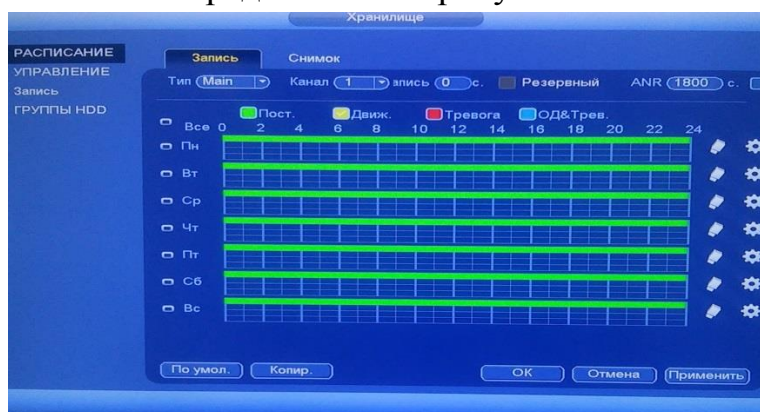 Хранилище
РАСПИСАНИЕ
УПРАВЛЕНИЕ
Запись
ГРУППЫ HDD
Запись Снимок
Тип Main Канал 1 апись 0 с. Резервный ANR 1800 с.
Пост. Движ. Тревога ОД&Трев.
Все 0 2 4 6 8 10 12 14 16 18 20 22 24
Пн
Вт
Ср
Чт
Пт
Сб
Вс
По умол. Копир. OK Отмена Применить